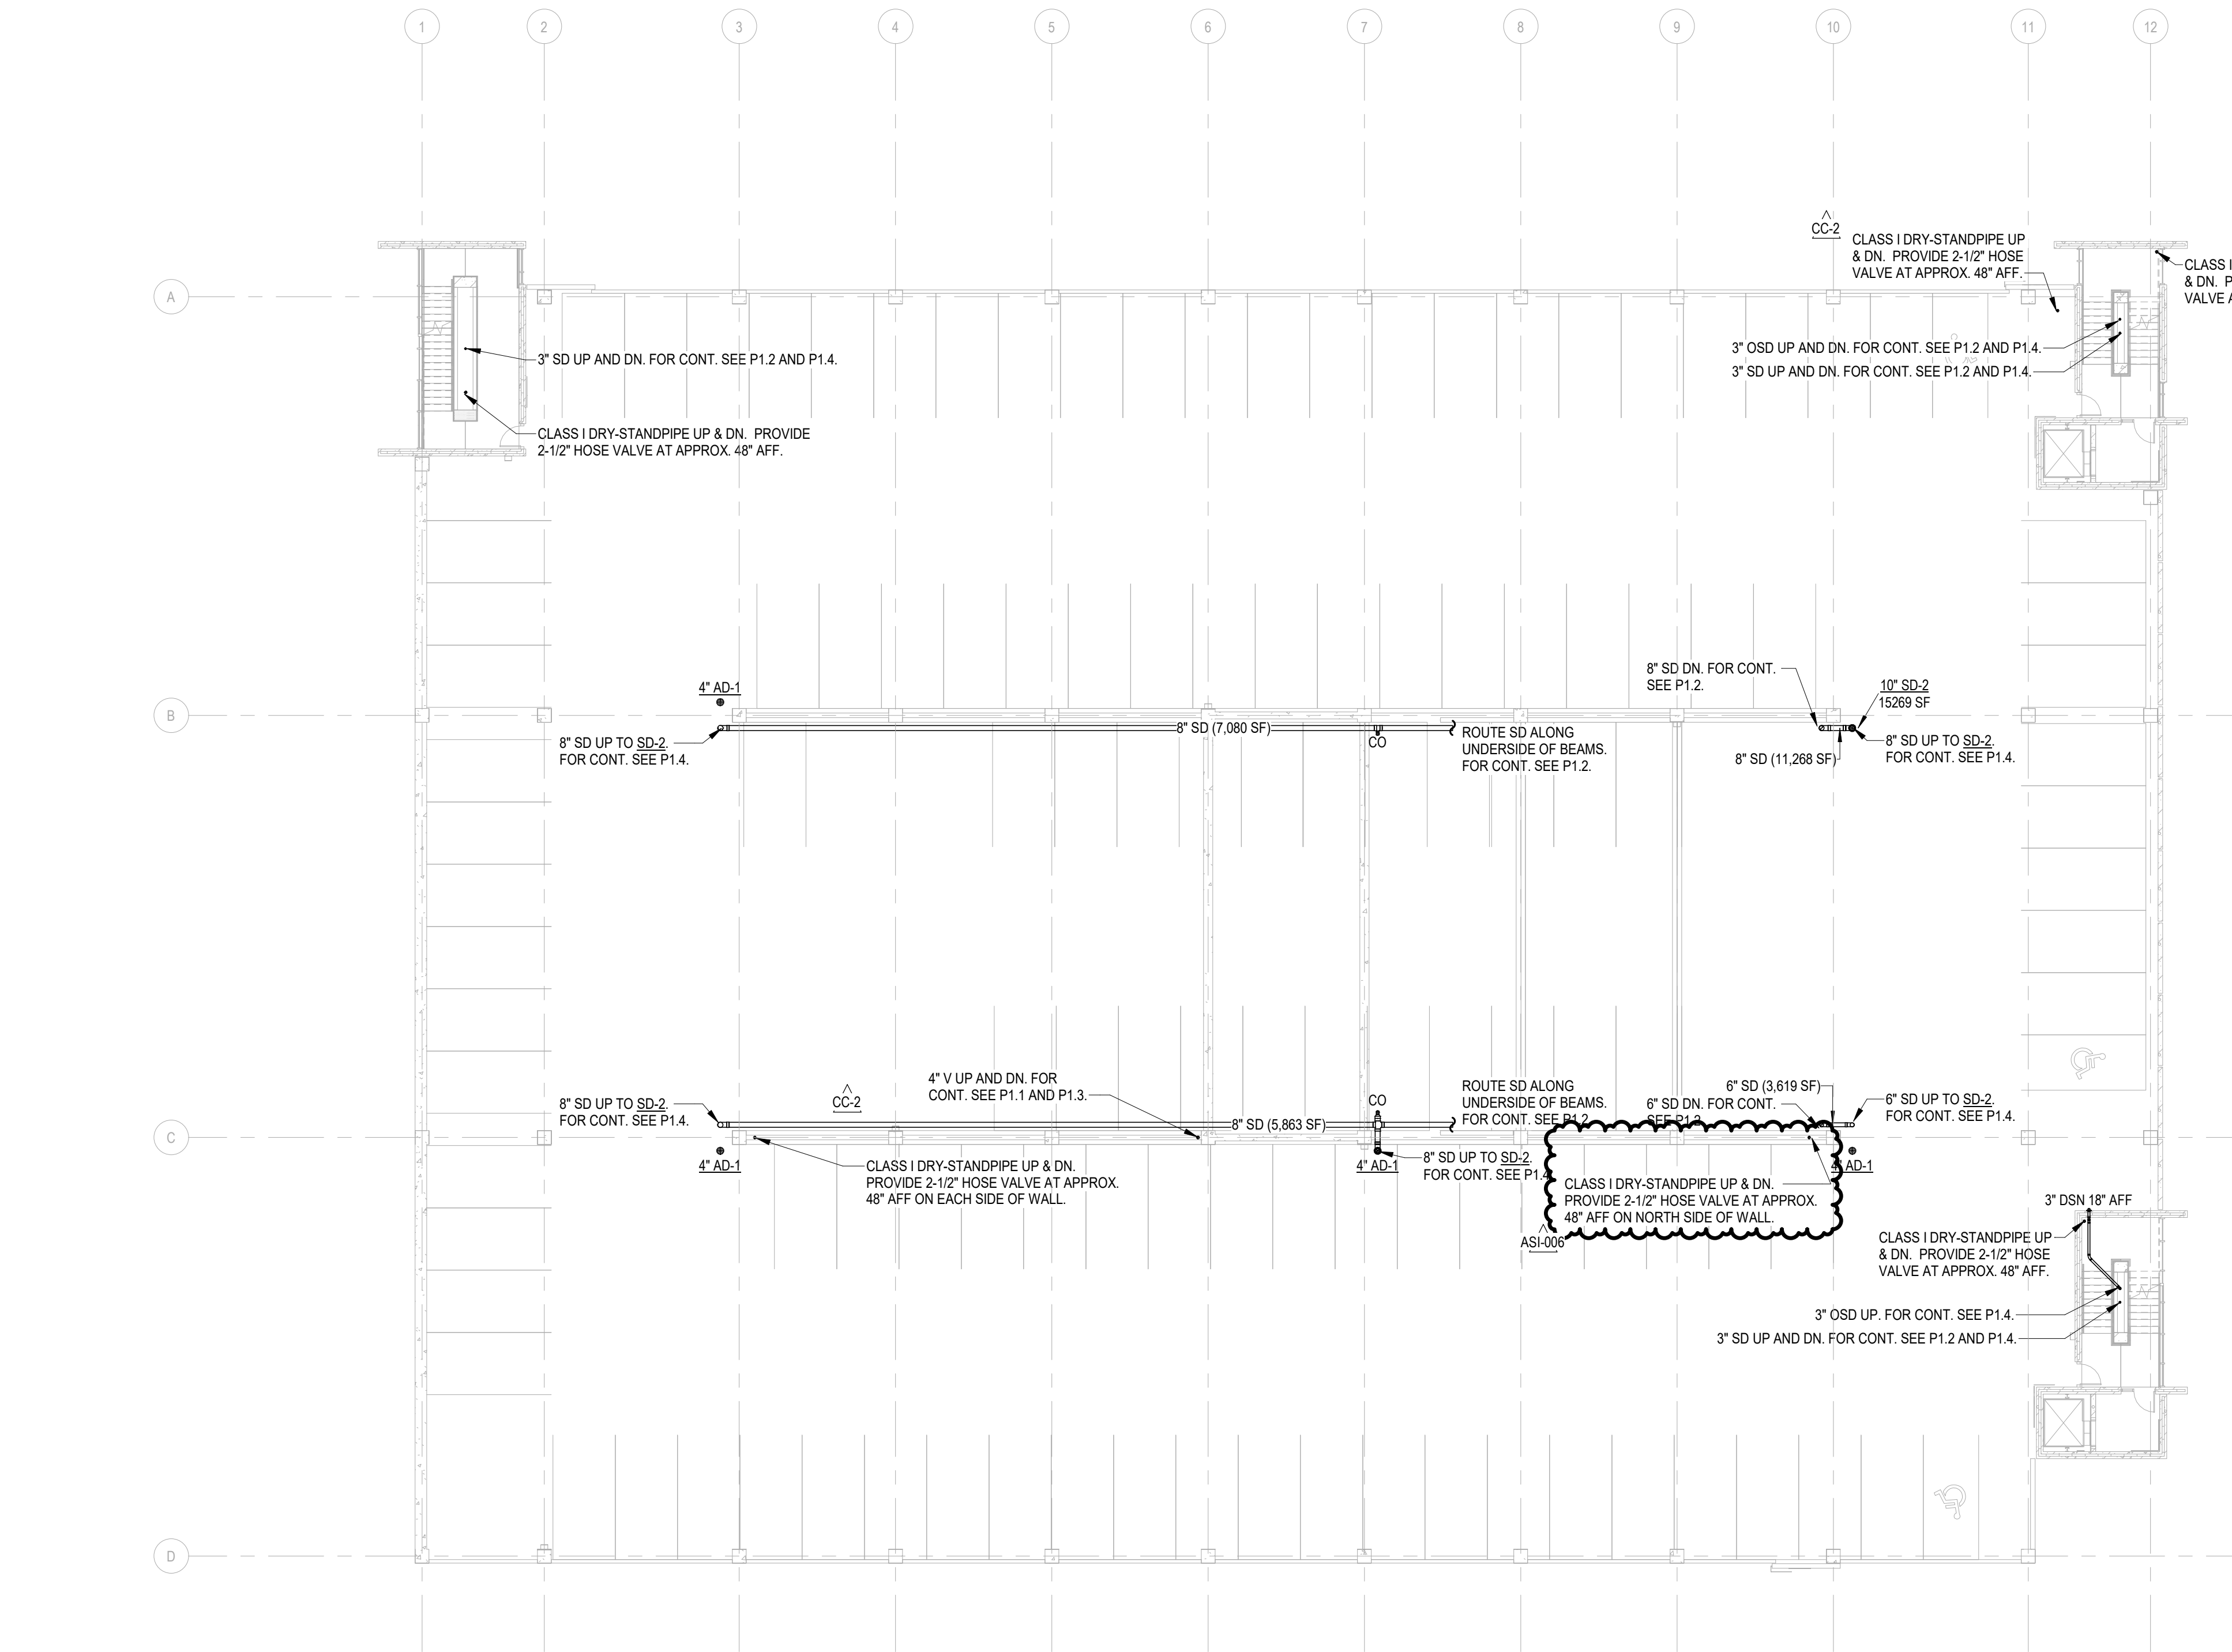 1
2
3
4
5
6
7
8
9
10
11
12
A
B
C
D
CC-2
CLASS I DRY-STANDPIPE UP
& DN. PROVIDE 2-1/2" HOSE
VALVE AT APPROX. 48" AFF.
CLASS I
& DN. P
VALVE A
3" OSD UP AND DN. FOR CONT. SEE P1.2 AND P1.4.
3" SD UP AND DN. FOR CONT. SEE P1.2 AND P1.4.
3" SD UP AND DN. FOR CONT. SEE P1.2 AND P1.4.
CLASS I DRY-STANDPIPE UP & DN. PROVIDE
2-1/2" HOSE VALVE AT APPROX. 48" AFF.
4" AD-1
8" SD UP TO SD-2.
FOR CONT. SEE P1.4.
8" SD (7,080 SF)
CO
ROUTE SD ALONG
UNDERSIDE OF BEAMS.
FOR CONT. SEE P1.2.
8" SD DN. FOR CONT.
SEE P1.2.
10" SD-2
15269 SF
8" SD (11,268 SF)
8" SD UP TO SD-2.
FOR CONT. SEE P1.4.
8" SD UP TO SD-2.
FOR CONT. SEE P1.4.
4" AD-1
CC-2
4" V UP AND DN. FOR
CONT. SEE P1.1 AND P1.3.
8" SD (5,863 SF)
CO
ROUTE SD ALONG
UNDERSIDE OF BEAMS.
FOR CONT. SEE P1.2.
6" SD (3,619 SF)
6" SD DN. FOR CONT.
SEE P1.2.
6" SD UP TO SD-2.
FOR CONT. SEE P1.4.
CLASS I DRY-STANDPIPE UP & DN.
PROVIDE 2-1/2" HOSE VALVE AT APPROX.
48" AFF ON EACH SIDE OF WALL.
4" AD-1
8" SD UP TO SD-2.
FOR CONT. SEE P1.4
4" AD-1
CLASS I DRY-STANDPIPE UP & DN.
PROVIDE 2-1/2" HOSE VALVE AT APPROX.
48" AFF ON NORTH SIDE OF WALL.
ASI-006
3" DSN 18" AFF
CLASS I DRY-STANDPIPE UP
& DN. PROVIDE 2-1/2" HOSE
VALVE AT APPROX. 48" AFF.
3" OSD UP. FOR CONT. SEE P1.4.
3" SD UP AND DN. FOR CONT. SEE P1.2 AND P1.4.